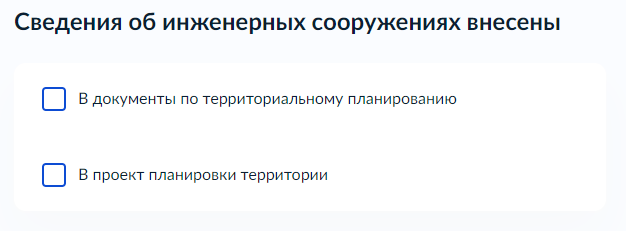 Сведения об инженерных сооружениях внесены
В документы по территориальному планированию
В проект планировки территории